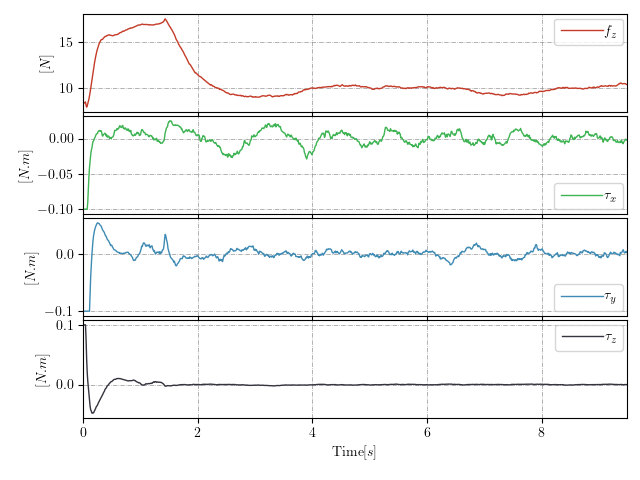 [N]
15
10
f_z
[N.m]
0.00
−0.05
−0.10
τ_x
[N.m]
0.0
−0.1
τ_y
[N.m]
0.1
0.0
τ_z
0 2 4 6 8
Time[s]